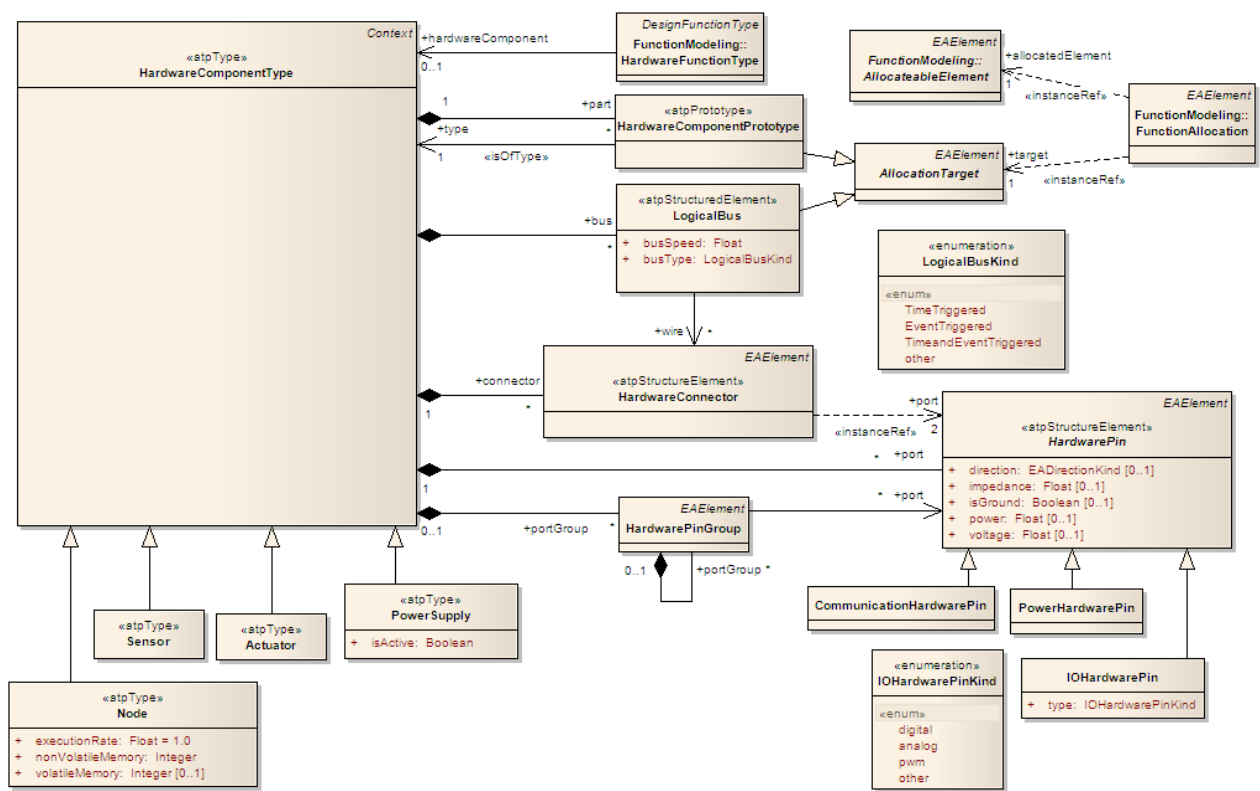 Context
«atpType»
HardwareComponentType
+hardwareComponent
0..1
DesignFunctionType
FunctionModeling::
HardwareFunctionType
EAElement
FunctionModeling::
AllocateableElement
+allocatedElement
1
«instanceRef»
EAElement
FunctionModeling::
FunctionAllocation
1
+part
*
+type
1
«isOfType»
«atpPrototype»
HardwareComponentPrototype
EAElement
AllocationTarget
+target
1
«instanceRef»
+bus
*
«atpStructuredElement»
LogicalBus
+ busSpeed: Float
+ busType: LogicalBusKind
«enumeration»
LogicalBusKind
«enum»
TimeTriggered
EventTriggered
TimeandEventTriggered
other
+wire
*
+connector
1
*
EAElement
«atpStructureElement»
HardwareConnector
+port
«instanceRef»
2
EAElement
«atpStructureElement»
HardwarePin
+ direction: EADirectionKind [0..1]
+ impedance: Float [0..1]
+ isGround: Boolean [0..1]
+ power: Float [0..1]
+ voltage: Float [0..1]
*
+port
1
0..1
+portGroup
*
EAElement
HardwarePinGroup
*
+port
0..1
+portGroup *
«atpType»
Sensor
«atpType»
Actuator
«atpType»
PowerSupply
+ isActive: Boolean
CommunicationHardwarePin
PowerHardwarePin
«atpType»
Node
+ executionRate: Float = 1.0
+ nonVolatileMemory: Integer
+ volatileMemory: Integer [0..1]
«enumeration»
IOHardwarePinKind
«enum»
digital
analog
pwm
other
IOHardwarePin
+ type: IOHardwarePinKind